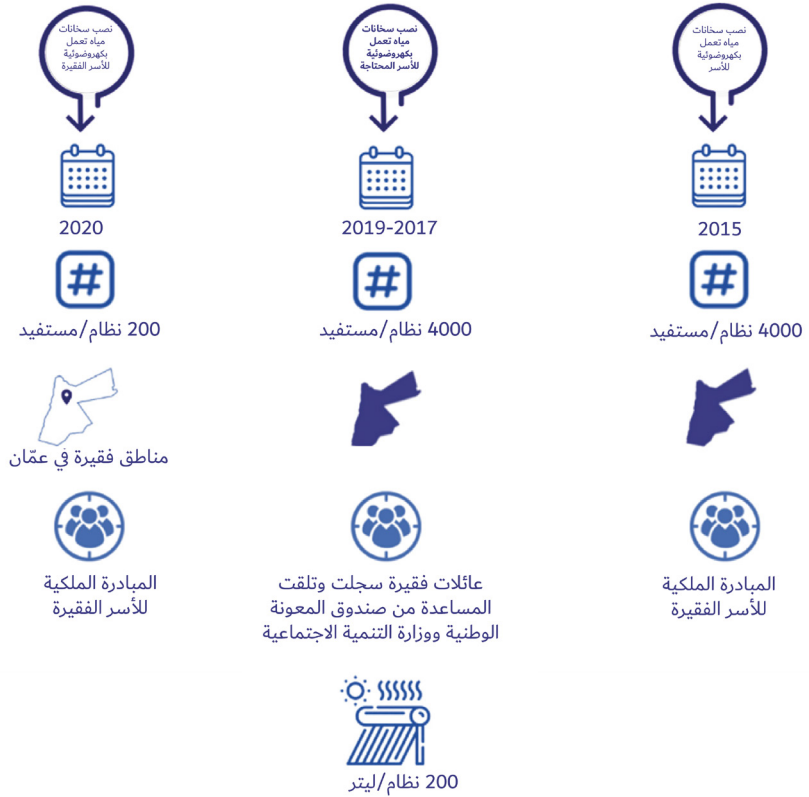 نصب سخانات
مياه تعمل
بكهروضوئية
للأسر
2015
4000 نظام/مستفيد
المبادرة الملكية
للأسر الفقيرة
نصب سخانات
مياه تعمل
بكهروضوئية
للأسر المحتاجة
2019-2017
4000 نظام/مستفيد
عائلات فقيرة سجلت وتلقت
المساعدة من صندوق المعونة
الوطنية ووزارة التنمية الاجتماعية
200 نظام/ليتر
نصب سخانات
مياه تعمل
بكهروضوئية
للأسر الفقيرة
2020
200 نظام/مستفيد
مناطق فقيرة في عمّان
المبادرة الملكية
للأسر الفقيرة